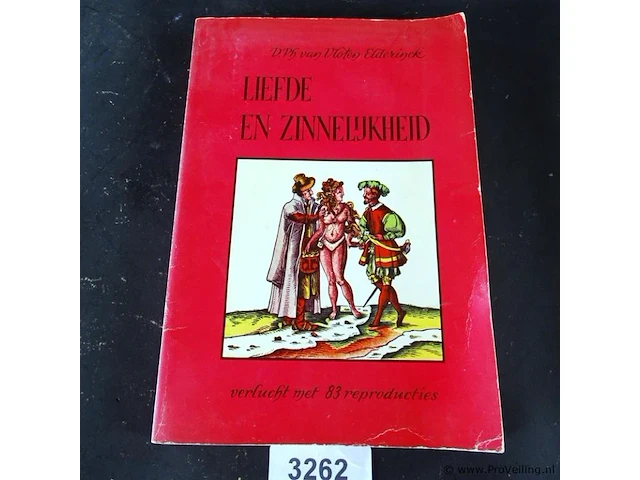 D. Ph. van Vloten Elderinck
LIEFDE
EN ZINNELIJKHEID
verlucht met 83 reproducties
3262
© www.ProVeiling.nl